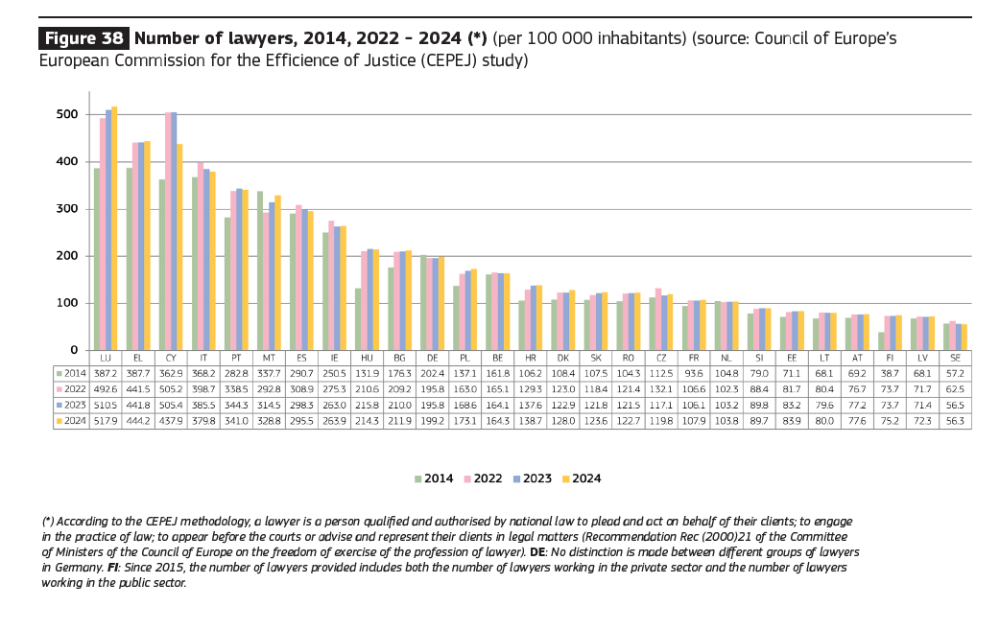 Figure 38 Number of lawyers, 2014, 2022 – 2024 (*) (per 100 000 inhabitants) (source: Council of Europe's
European Commission for the Efficience of Justice (CEPEJ) study)
500
400
300
200
100
0
LU EL CY IT PT MT ES IE HU BG DE PL BE HR DK SK RO CZ FR NL SI EE LT AT FI LV SE
2014 387.2 387.7 362.9 368.2 282.8 337.7 290.7 250.5 131.9 176.3 202.4 137.1 161.8 106.2 108.4 107.5 104.3 112.5 93.6 104.8 79.0 71.1 68.1 69.2 38.7 68.1 57.2
2022 492.6 441.5 505.2 398.7 338.5 292.8 308.9 275.3 210.6 209.2 195.8 163.0 165.1 129.3 123.0 118.4 121.4 132.1 106.6 102.3 88.4 81.7 80.4 76.7 73.7 71.7 62.5
2023 510.5 441.8 505.4 385.5 344.3 314.5 298.3 263.0 215.8 210.0 195.8 168.6 164.1 137.6 122.9 121.8 121.5 117.1 106.1 103.2 89.8 83.2 79.6 77.2 73.7 71.4 56.5
2024 517.9 444.2 437.9 379.8 341.0 328.8 295.5 263.9 214.3 211.9 199.2 173.1 164.3 138.7 128.0 123.6 122.7 119.8 107.9 103.8 89.7 83.9 80.0 77.6 75.2 72.3 56.3
2014 2022 2023 2024
(*) According to the CEPEJ methodology, a lawyer is a person qualified and authorised by national law to plead and act on behalf of their clients; to engage
in the practice of law; to appear before the courts or advise and represent their clients in legal matters (Recommendation Rec (2000)21 of the Committee
of Ministers of the Council of Europe on the freedom of exercise of the profession of lawyer). DE: No distinction is made between different groups of lawyers
in Germany. FI: Since 2015, the number of lawyers provided includes both the number of lawyers working in the private sector and the number of lawyers
working in the public sector.